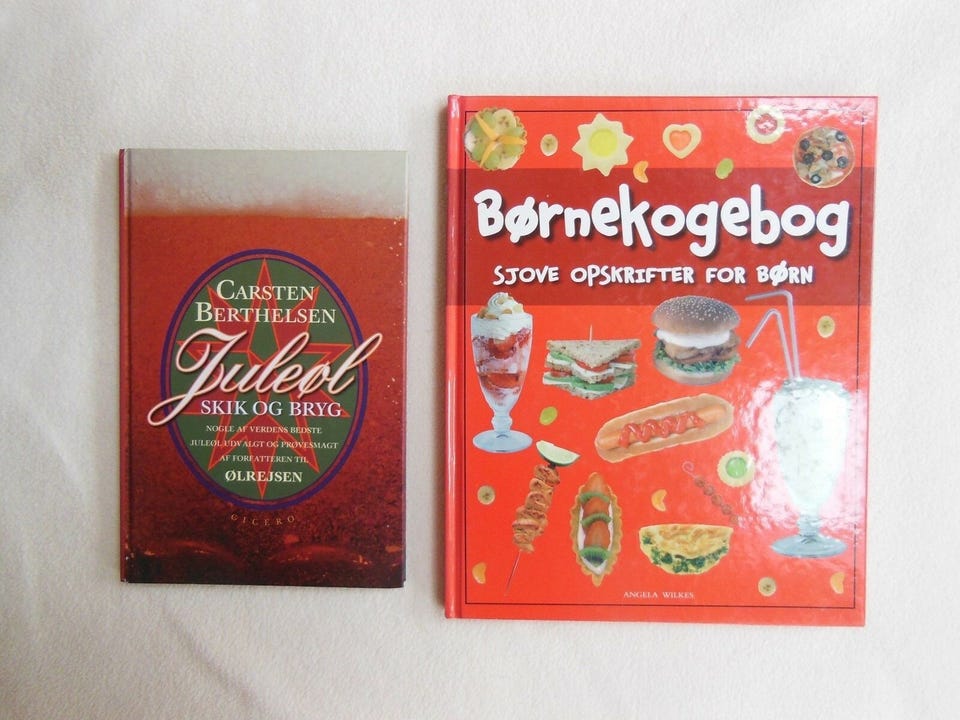 CARSTEN
BERTHELSEN
Juleøl
SKIK OG BRYG
NOGLE AF VERDENS BEDSTE
JULEØL UDVALGT OG PRØVESMAGT
AF FORFATTEREN TIL
ØLREJSEN
CICERO
Børnekogebog
SJOVE OPSKRIFTER FOR BØRN
ANGELA WILKES